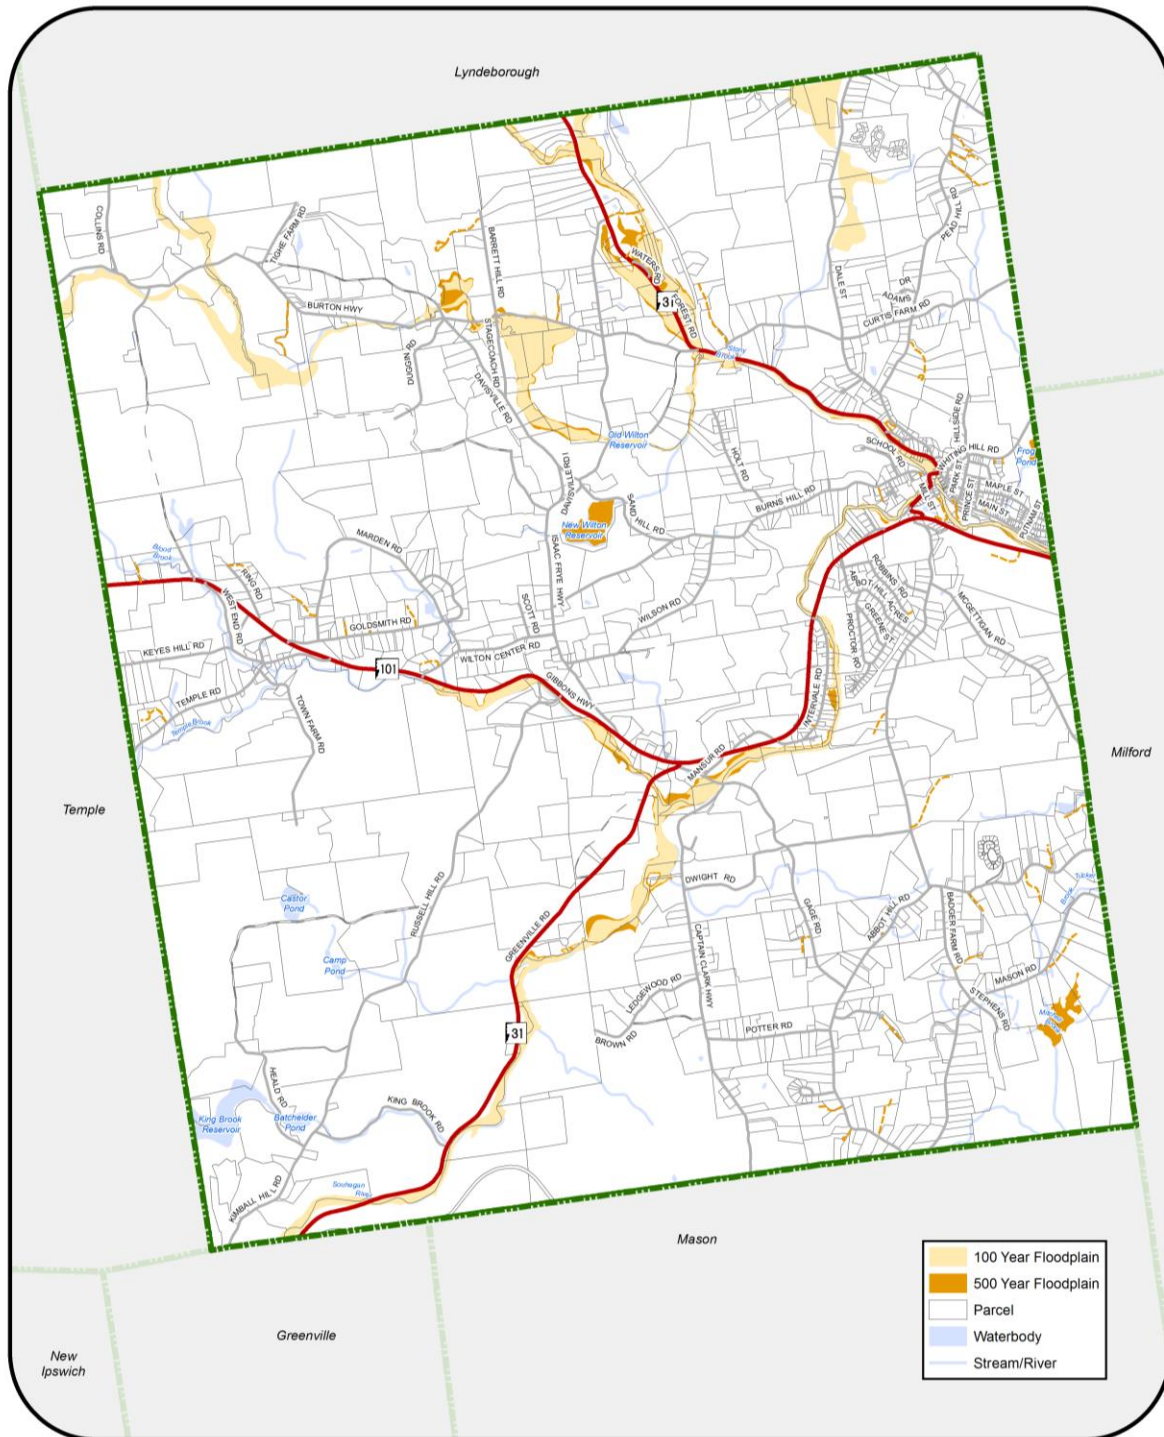 Lyndeborough
COLLINS RD
TIGHE FARM RD
BARRETT HILL RD
WATERS RD
FOREST RD
31
DALE ST
PEAD HILL RD
ADAMS DR
CURTIS FARM RD
BURTON HWY
STAGECOACH RD
DUGGIN RD
DAVISVILLE RD
Stony
Brook
Old Wilton
Reservoir
HOLT RD
SCHOOL RD
HILLSIDE RD
WHITING HILL RD
Frog
Pond
PARK ST
PRINCE ST
MAPLE ST
MAIN ST
PUTNAM ST
MILL ST
BURNS HILL RD
DAVISVILLE RD
SAND HILL RD
New Wilton
Reservoir
ISAAC FRYE HWY
MARDEN RD
Blood
Brook
RING RD
WEST END RD
GOLDSMITH RD
SCOTT RD
WILSON RD
ROBBINS RD
ABBOT HILL ACRES
GREENE ST
PROCTOR RD
MCGETTIGAN RD
KEYES HILL RD
WILTON CENTER RD
101
GIBBONS HWY
INTERVALE RD
TEMPLE RD
Temple Brook
TOWN FARM RD
MANSUR RD
Milford
Temple
DWIGHT RD
Castor
Pond
RUSSELL HILL RD
GREENVILLE RD
GAGE RD
ABBOT HILL RD
BADGER FARM RD
Brook
Camp
Pond
CAPTAIN CLARK HWY
LEDGEWOOD RD
MASON RD
STEPHENS RD
31
BROWN RD
POTTER RD
HEALD RD
King Brook
Reservoir
Batchelder
Pond
KING BROOK RD
KIMBALL HILL RD
Souhegan
River
Mason
Greenville
New
Ipswich
100 Year Floodplain
500 Year Floodplain
Parcel
Waterbody
Stream/River